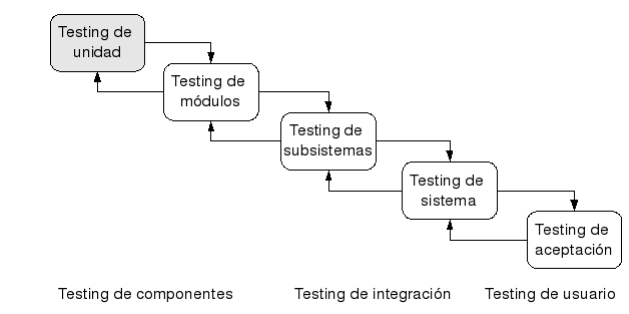 Testing de
unidad
Testing de
módulos
Testing de
subsistemas
Testing de
sistema
Testing de
aceptación
Testing de componentes
Testing de integración
Testing de usuario